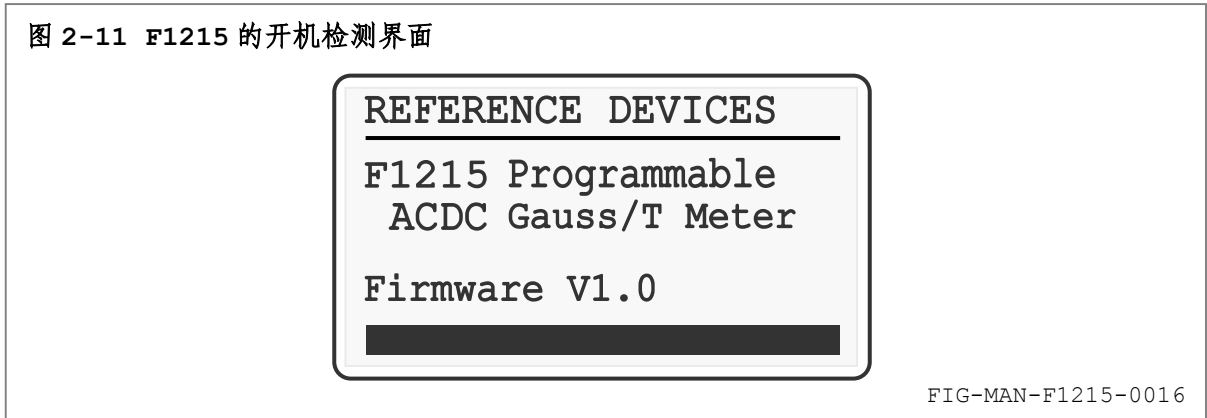 图 2-11 F1215 的开机检测界面
REFERENCE DEVICES
F1215 Programmable
ACDC Gauss/T Meter
Firmware V1.0
FIG-MAN-F1215-0016